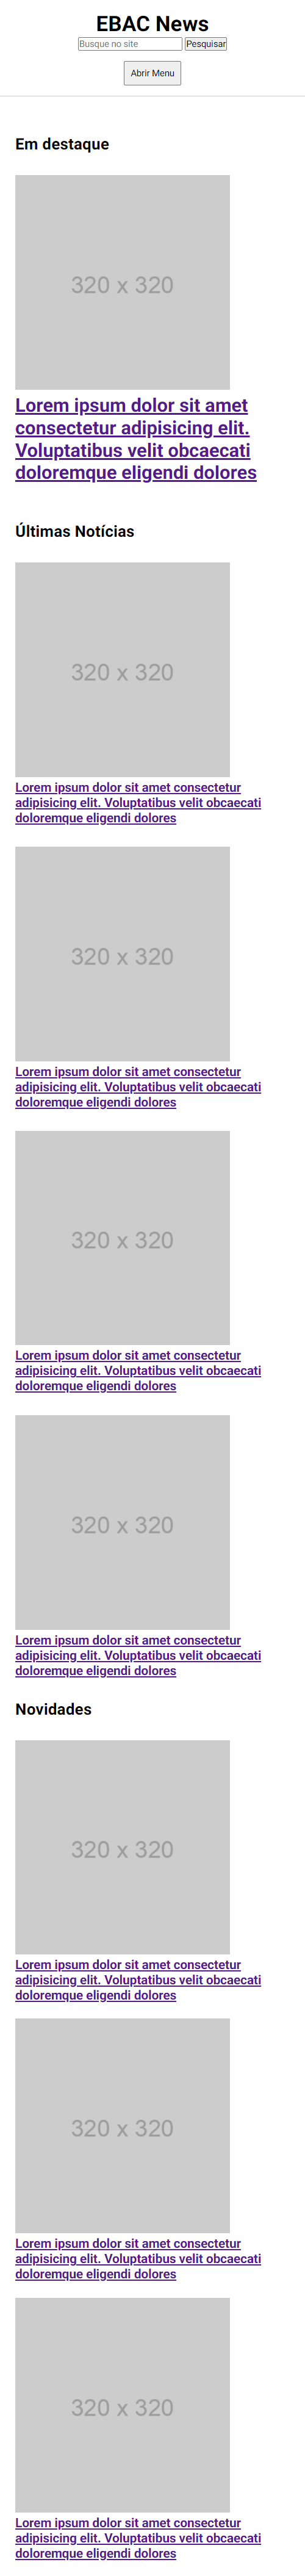 EBAC News
Busque no site Pesquisar
Abrir Menu
Em destaque
320 x 320
Lorem ipsum dolor sit amet
consectetur adipisicing elit.
Voluptatibus velit obcaecati
doloremque eligendi dolores
Últimas Notícias
320 x 320
Lorem ipsum dolor sit amet consectetur
adipisicing elit. Voluptatibus velit obcaecati
doloremque eligendi dolores
320 x 320
Lorem ipsum dolor sit amet consectetur
adipisicing elit. Voluptatibus velit obcaecati
doloremque eligendi dolores
320 x 320
Lorem ipsum dolor sit amet consectetur
adipisicing elit. Voluptatibus velit obcaecati
doloremque eligendi dolores
320 x 320
Lorem ipsum dolor sit amet consectetur
adipisicing elit. Voluptatibus velit obcaecati
doloremque eligendi dolores
Novidades
320 x 320
Lorem ipsum dolor sit amet consectetur
adipisicing elit. Voluptatibus velit obcaecati
doloremque eligendi dolores
320 x 320
Lorem ipsum dolor sit amet consectetur
adipisicing elit. Voluptatibus velit obcaecati
doloremque eligendi dolores
320 x 320
Lorem ipsum dolor sit amet consectetur
adipisicing elit. Voluptatibus velit obcaecati
doloremque eligendi dolores